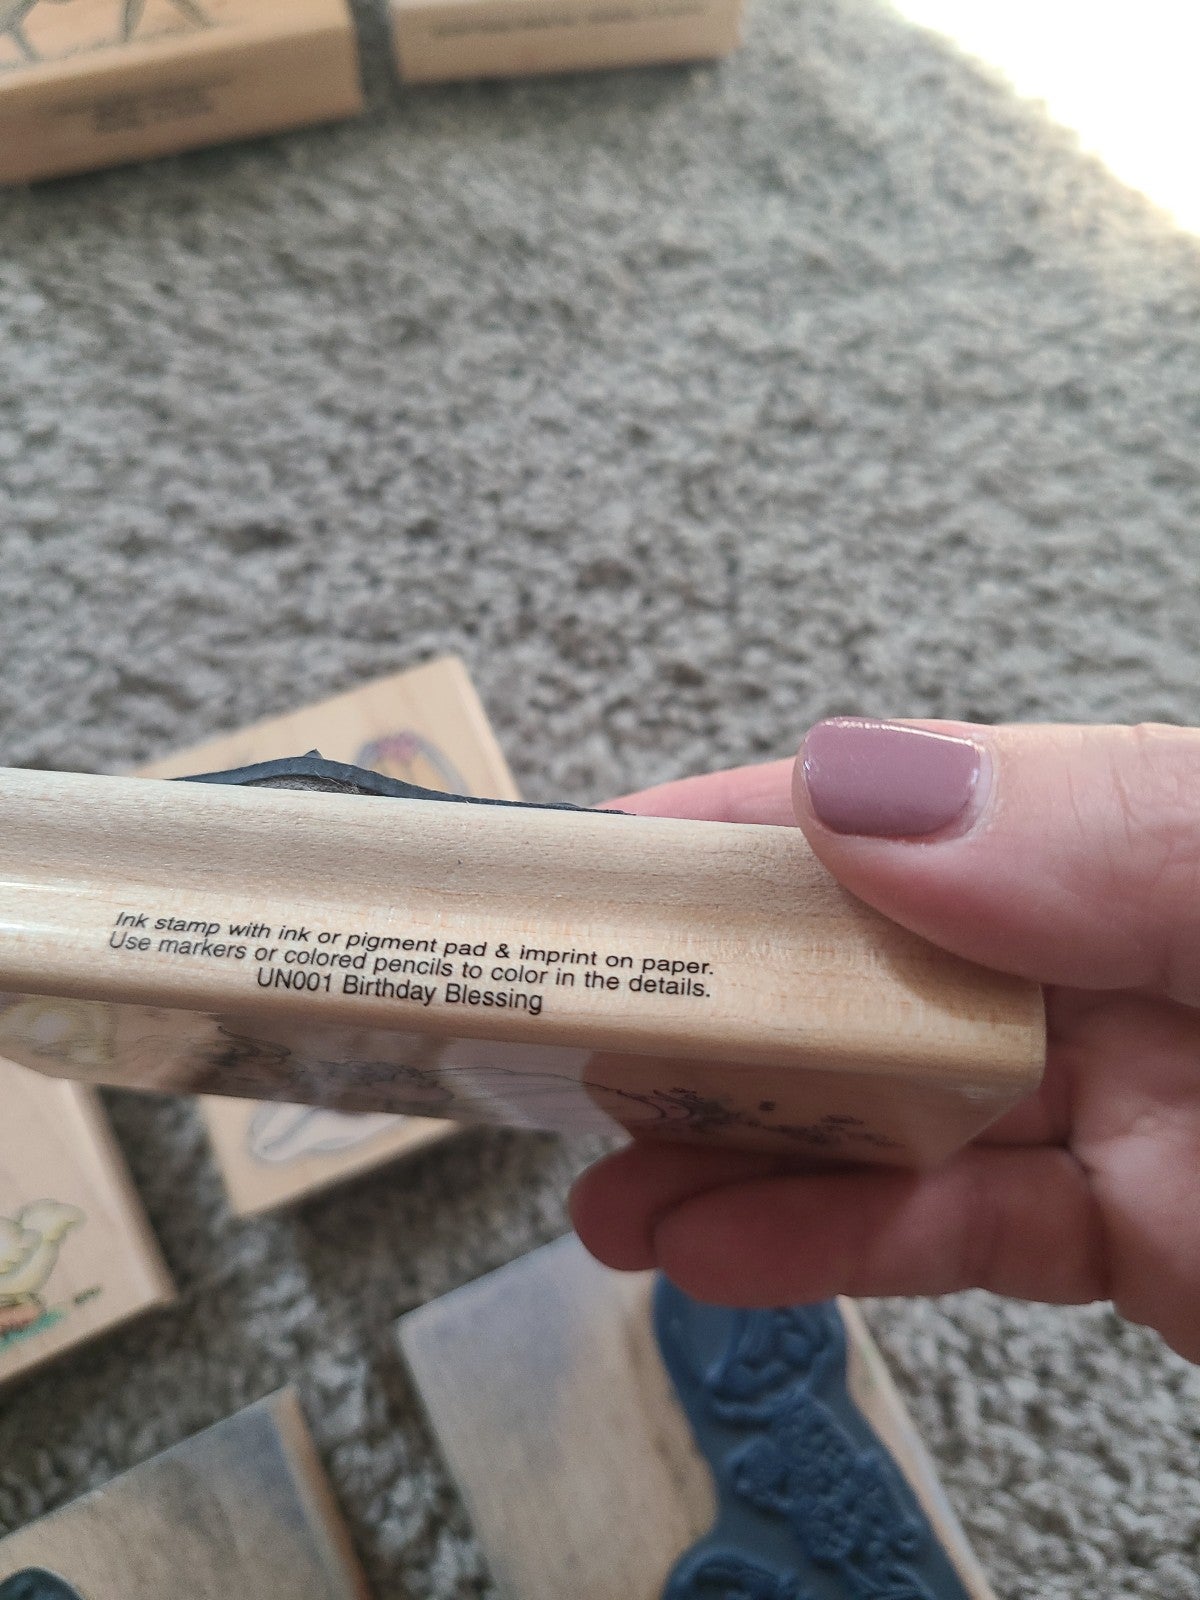 Ink stamp with ink or pigment pad & imprint on paper.
Use markers or colored pencils to color in the details.
UN001 Birthday Blessing